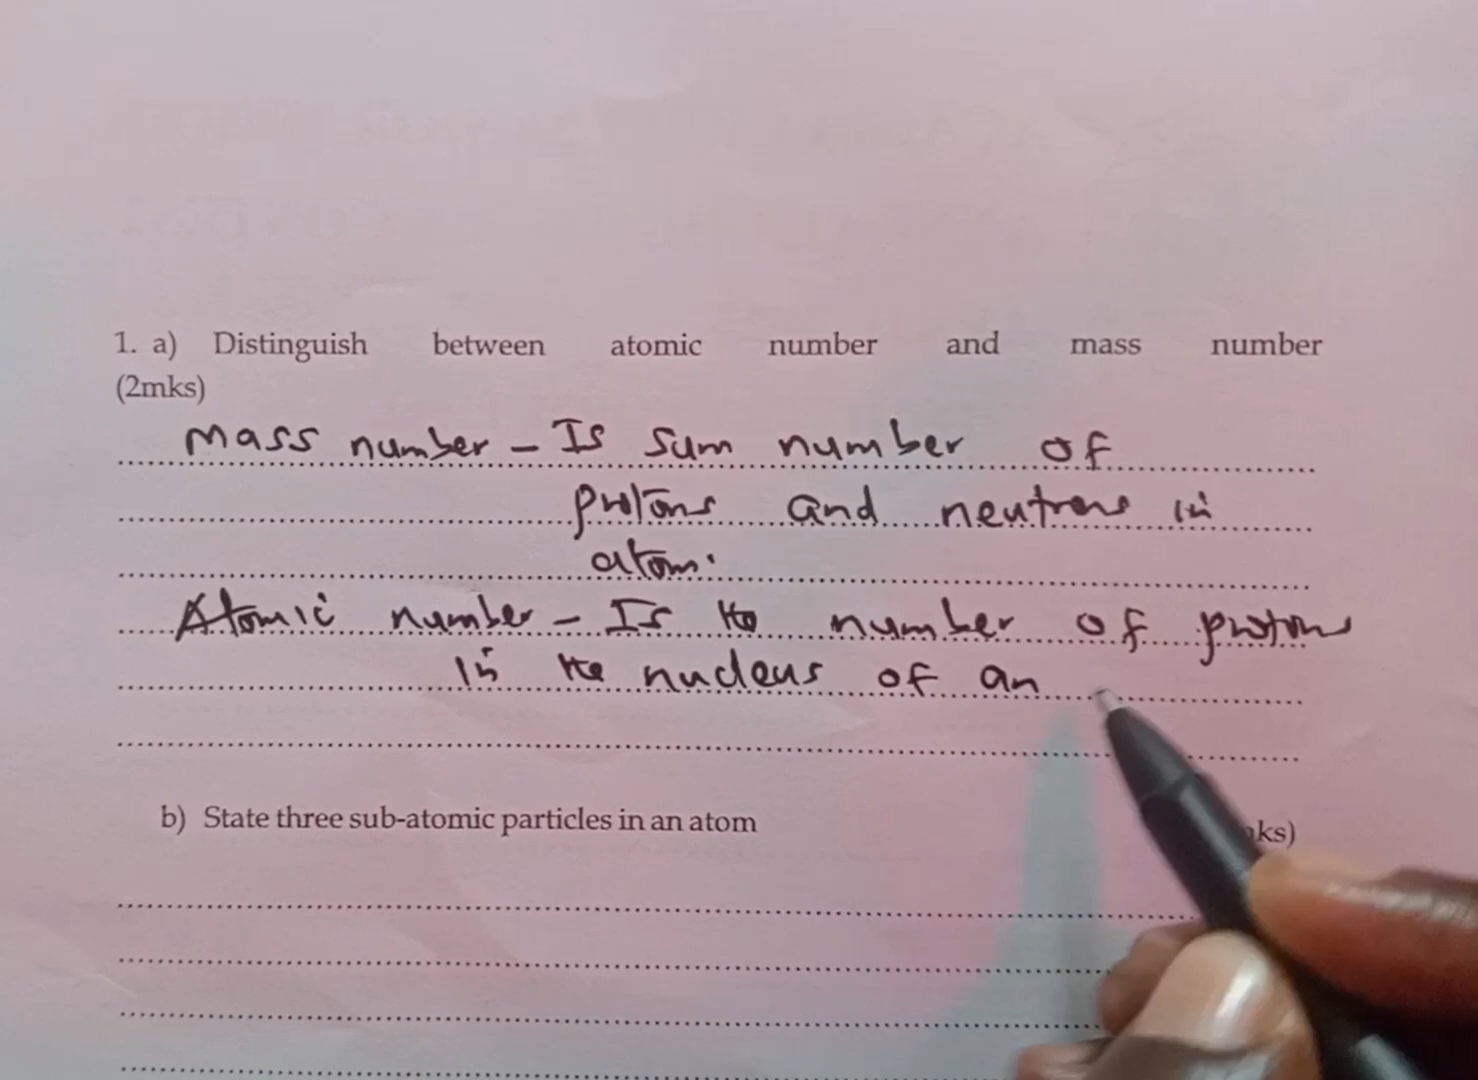 1. a) Distinguish between atomic number and mass number
(2mks)
Mass number – Is sum number of
protons and neutrons in
atom.
Atomic number – Is the number of protons
in the nucleus of an
b) State three sub-atomic particles in an atom ks)